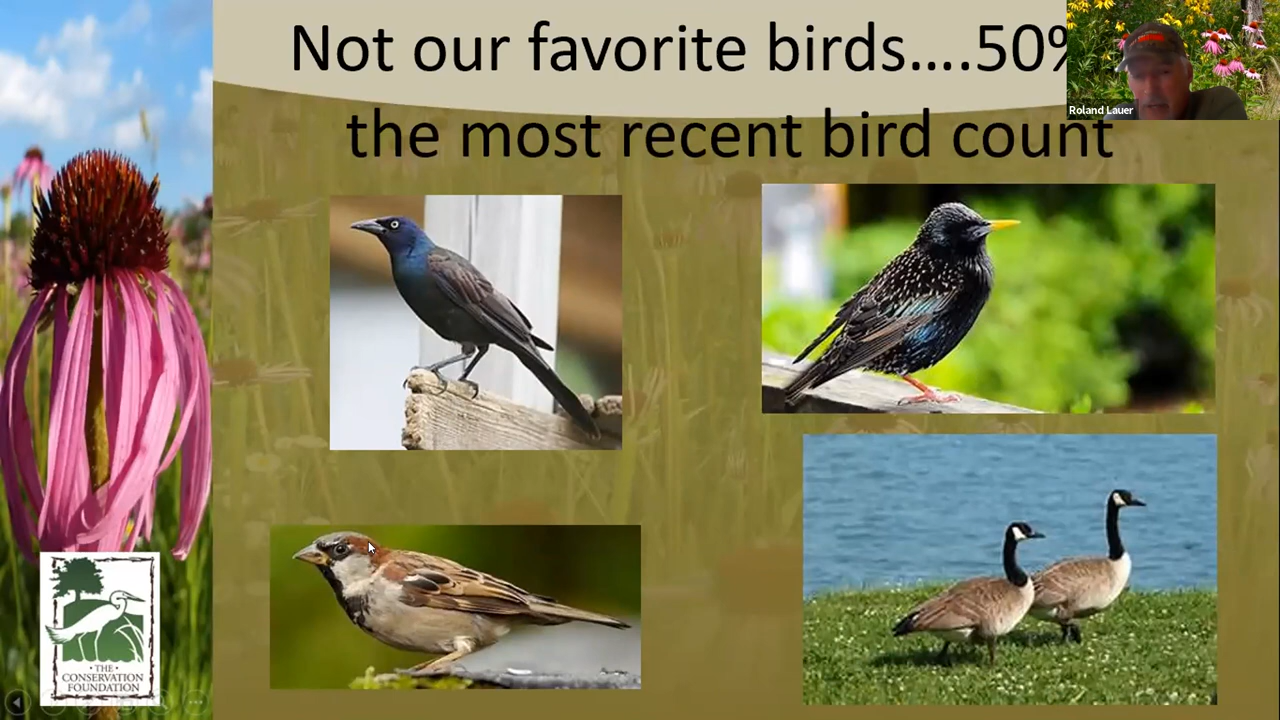 Not our favorite birds....50%
the most recent bird count
Roland Lauer
THE
CONSERVATION
FOUNDATION